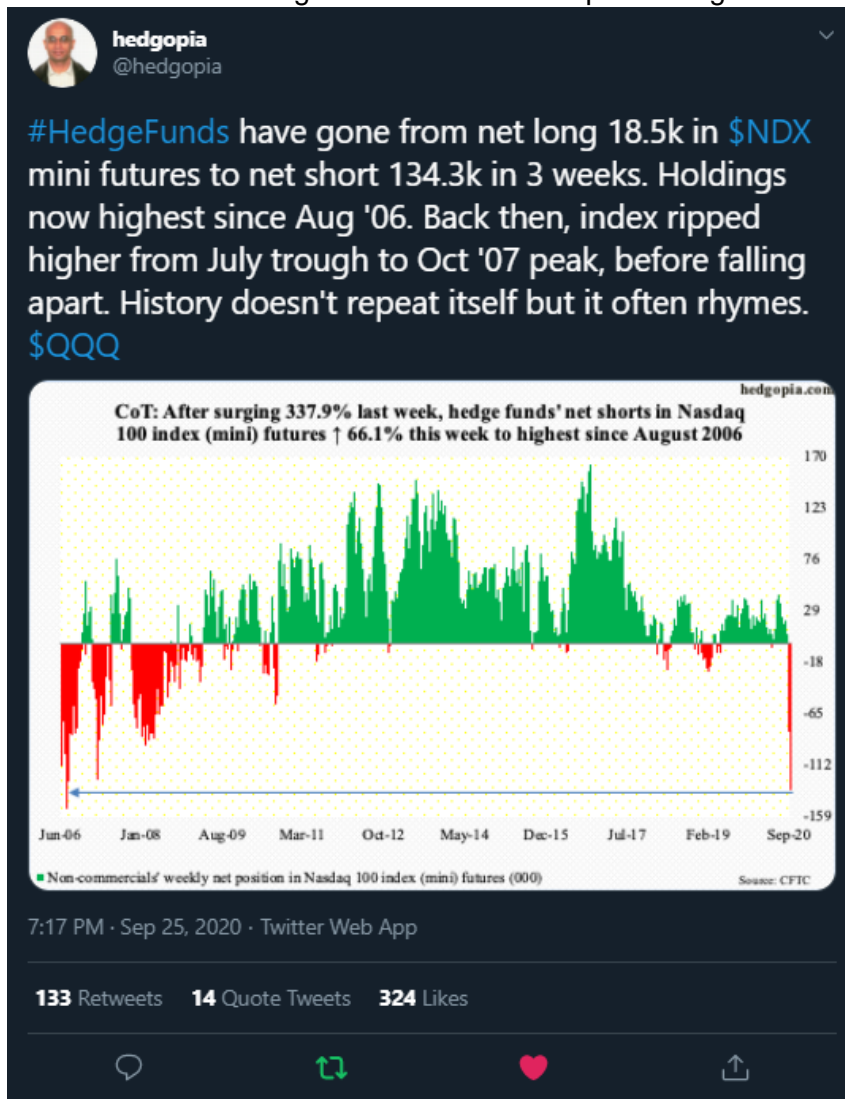 hedgopia
@hedgopia
#HedgeFunds have gone from net long 18.5k in $NDX
mini futures to net short 134.3k in 3 weeks. Holdings
now highest since Aug '06. Back then, index ripped
higher from July trough to Oct '07 peak, before falling
apart. History doesn't repeat itself but it often rhymes.
$QQQ
hedgopia.com
CoT: After surging 337.9% last week, hedge funds' net shorts in Nasdaq
100 index (mini) futures ↑ 66.1% this week to highest since August 2006
170
123
76
29
-18
-65
-112
-159
Jun-06 Jan-08 Aug-09 Mar-11 Oct-12 May-14 Dec-15 Jul-17 Feb-19 Sep-20
Non-commercials' weekly net position in Nasdaq 100 index (mini) futures (000)
Source: CFTC
7:17 PM · Sep 25, 2020 · Twitter Web App
133 Retweets 14 Quote Tweets 324 Likes